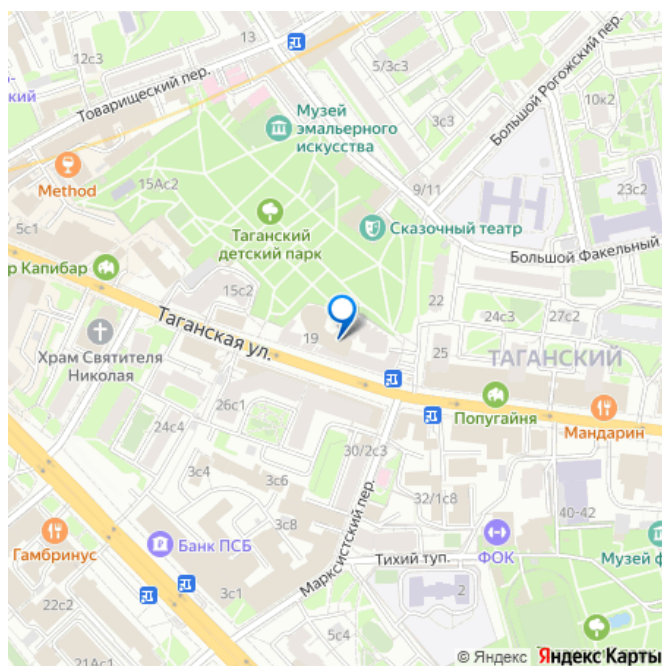 13
5/3с3
Товарищеский пер.
Большой Рогожский пер.
ский
Музей
эмальерного
искусства
10к2
3с3
Method
15Ас2
9/11
23с2
Таганский
детский парк
Сказочный театр
5с1
Большой Факельный
р Капибар
15с2
22
24с3
27с2
Таганская ул.
19
25
ТАГАНСКИЙ
Храм Святителя
Николая
26с1
Попугайня
Мандарин
24с4
30/2с3
3с4
3с6
32/1с8
40-42
3с8
Гамбринус
Банк ПСБ
Марксистский пер.
Тихий туп.
ФОК
Музей ф
3с1
2
22с2
5с4
21Ас1
© Яндекс Яндекс Карты